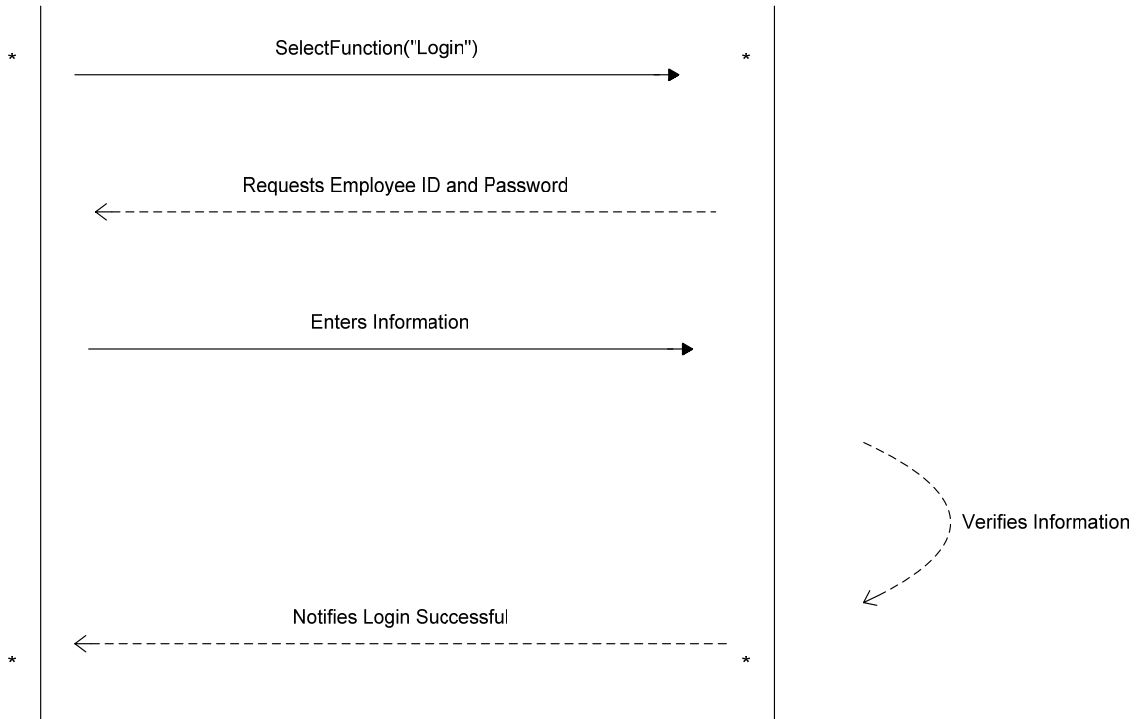 SelectFunction("Login")
* *
Requests Employee ID and Password
Enters Information
Verifies Information
Notifies Login Successful
* *